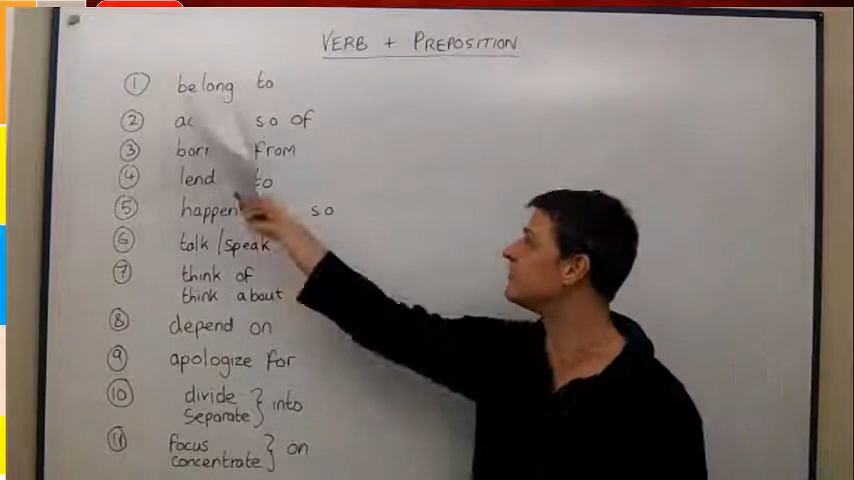 VERB + PREPOSITION
① belong to
② so of
③ from
④ lend to
⑤ happen so
⑥ talk/speak
⑦ think of
think about
⑧ depend on
⑨ apologize for
⑩ divide
separate } into
⑪ focus
concentrate } on